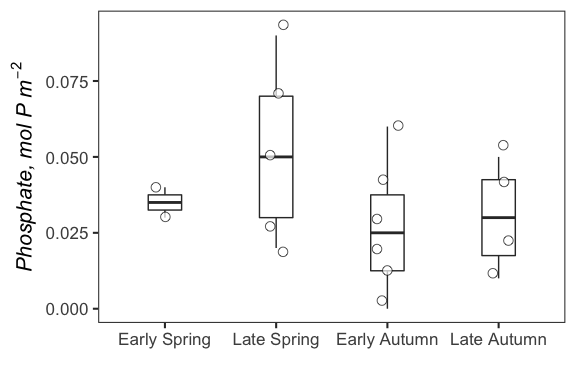 Phosphate, mol P m⁻²
0.075
0.050
0.025
0.000
Early Spring Late Spring Early Autumn Late Autumn